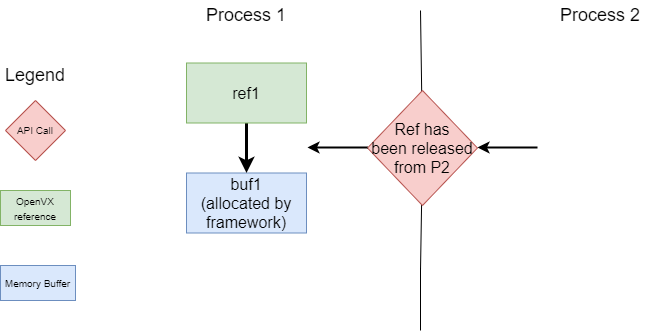 Process 1
Process 2
Legend
API Call
OpenVX
reference
Memory Buffer
ref1
buf1
(allocated by
framework)
Ref has
been released
from P2